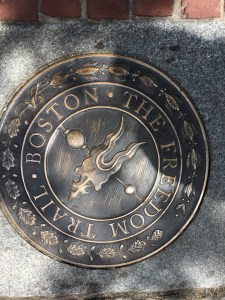 BOSTON · THE FREEDOM TRAIL ·